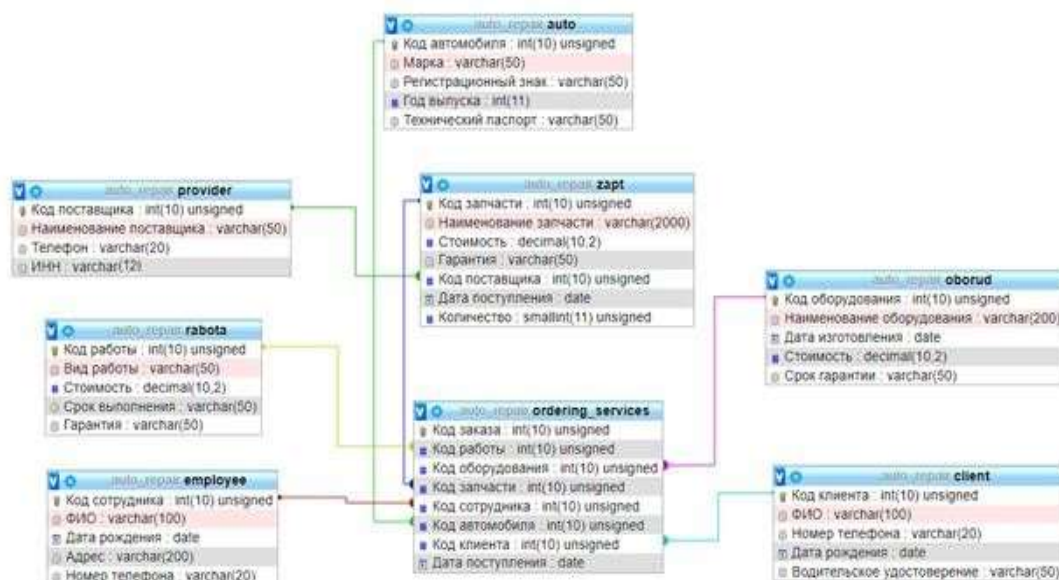 auto_repair auto
Код автомобиля : int(10) unsigned
Марка : varchar(50)
Регистрационный знак : varchar(50)
Год выпуска : int(11)
Технический паспорт : varchar(50)
auto_repair provider
Код поставщика : int(10) unsigned
Наименование поставщика : varchar(50)
Телефон : varchar(20)
ИНН : varchar(12)
auto_repair zapt
Код запчасти : int(10) unsigned
Наименование запчасти : varchar(2000)
Стоимость : decimal(10,2)
Гарантия : varchar(50)
Код поставщика : int(10) unsigned
Дата поступления : date
Количество : smallint(11) unsigned
auto_repair oborud
Код оборудования : int(10) unsigned
Наименование оборудования : varchar(200)
Дата изготовления : date
Стоимость : decimal(10,2)
Срок гарантии : varchar(50)
auto_repair rabota
Код работы : int(10) unsigned
Вид работы : varchar(50)
Стоимость : decimal(10,2)
Срок выполнения : varchar(50)
Гарантия : varchar(50)
auto_repair ordering_services
Код заказа : int(10) unsigned
Код работы : int(10) unsigned
Код оборудования : int(10) unsigned
Код запчасти : int(10) unsigned
Код сотрудника : int(10) unsigned
Код автомобиля : int(10) unsigned
Код клиента : int(10) unsigned
Дата поступления : date
auto_repair employee
Код сотрудника : int(10) unsigned
ФИО : varchar(100)
Дата рождения : date
Адрес : varchar(200)
Номер телефона : varchar(20)
auto_repair client
Код клиента : int(10) unsigned
ФИО : varchar(100)
Номер телефона : varchar(20)
Дата рождения : date
Водительское удостоверение : varchar(50)